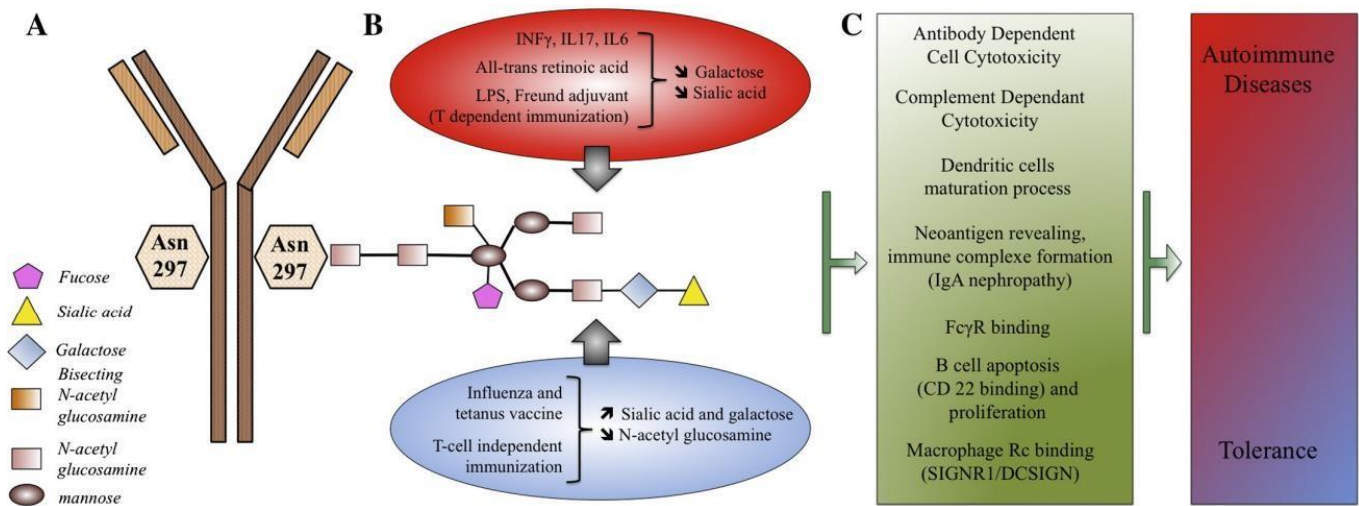 A
Asn
297
Asn
297
Fucose
Sialic acid
Galactose
Bisecting
N-acetyl
glucosamine
N-acetyl
glucosamine
mannose
B
INFγ, IL17, IL6
All-trans retinoic acid
LPS, Freund adjuvant
(T dependent immunization)
↘ Galactose
↘ Sialic acid
Influenza and
tetanus vaccine
T-cell independent
immunization
↗ Sialic acid and galactose
↘ N-acetyl glucosamine
C
Antibody Dependent
Cell Cytotoxicity
Complement Dependant
Cytotoxicity
Dendritic cells
maturation process
Neoantigen revealing,
immune complexe formation
(IgA nephropathy)
FcγR binding
B cell apoptosis
(CD 22 binding) and
proliferation
Macrophage Rc binding
(SIGNR1/DCSIGN)
Autoimmune
Diseases
Tolerance